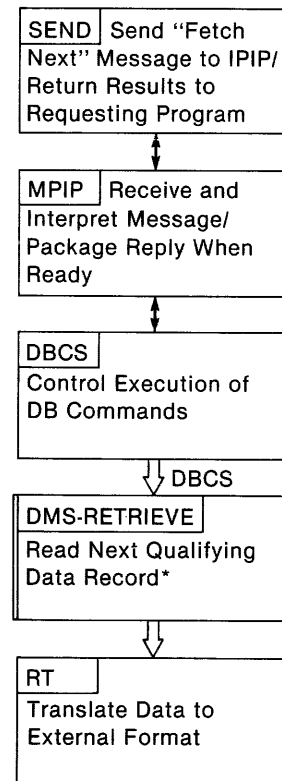 SEND Send “Fetch
Next” Message to IPIP/
Return Results to
Requesting Program
MPIP Receive and
Interpret Message/
Package Reply When
Ready
DBCS
Control Execution of
DB Commands
DBCS
DMS-RETRIEVE
Read Next Qualifying
Data Record*
RT
Translate Data to
External Format